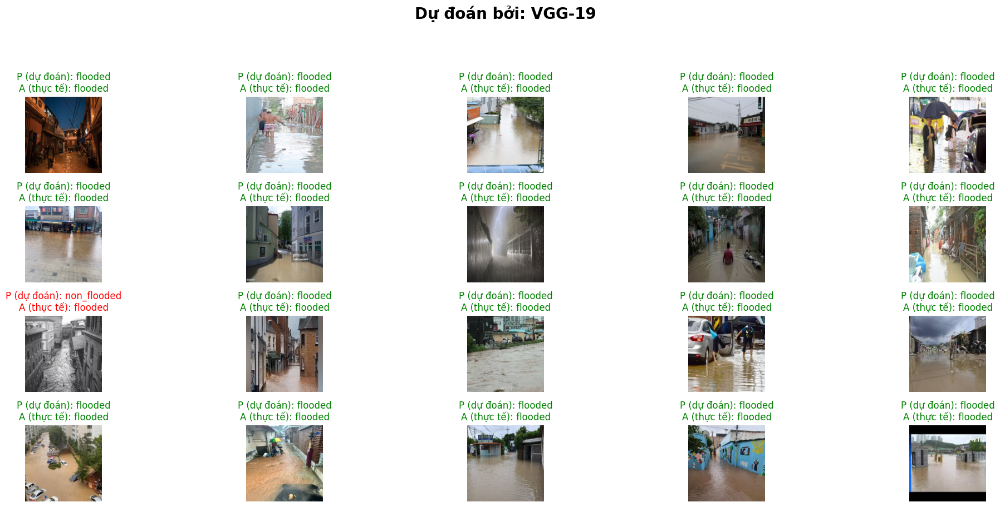 Dự đoán bởi: VGG-19
P (dự đoán): flooded
A (thực tế): flooded
P (dự đoán): flooded
A (thực tế): flooded
P (dự đoán): flooded
A (thực tế): flooded
P (dự đoán): flooded
A (thực tế): flooded
P (dự đoán): flooded
A (thực tế): flooded
P (dự đoán): flooded
A (thực tế): flooded
P (dự đoán): flooded
A (thực tế): flooded
gettyimages
P (dự đoán): flooded
A (thực tế): flooded
P (dự đoán): flooded
A (thực tế): flooded
P (dự đoán): flooded
A (thực tế): flooded
P (dự đoán): non_flooded
A (thực tế): flooded
P (dự đoán): flooded
A (thực tế): flooded
P (dự đoán): flooded
A (thực tế): flooded
P (dự đoán): flooded
A (thực tế): flooded
P (dự đoán): flooded
A (thực tế): flooded
P (dự đoán): flooded
A (thực tế): flooded
P (dự đoán): flooded
A (thực tế): flooded
P (dự đoán): flooded
A (thực tế): flooded
P (dự đoán): flooded
A (thực tế): flooded
P (dự đoán): flooded
A (thực tế): flooded
YTN